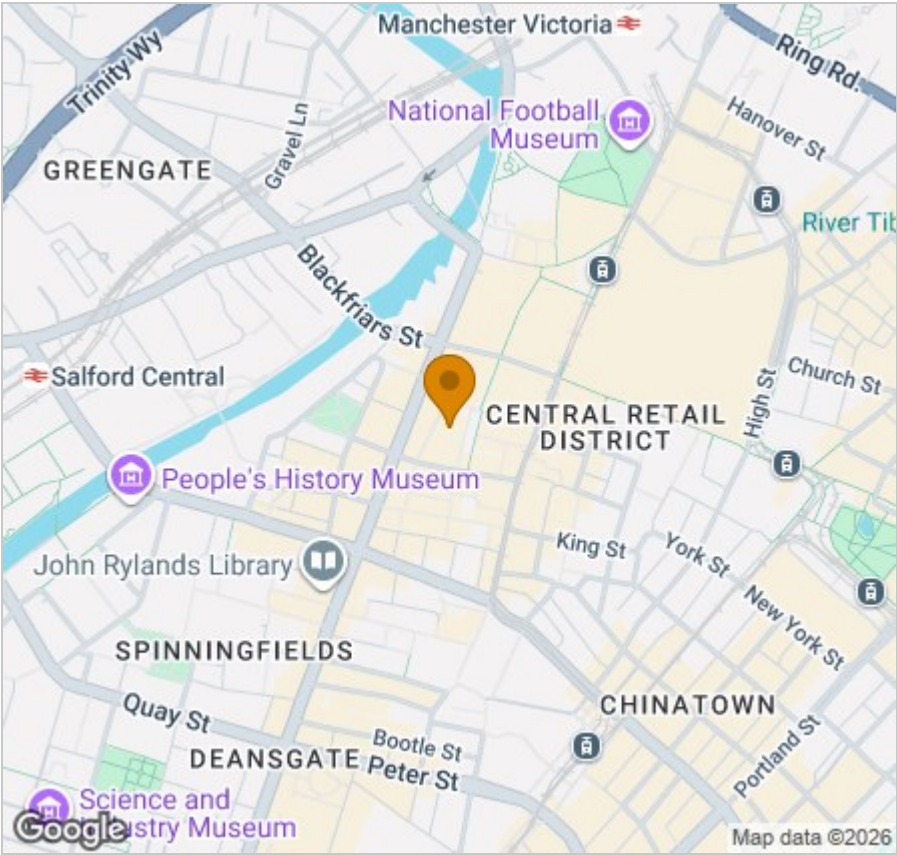 Manchester Victoria
Trinity Wy
Ring Rd.
National Football
Museum
Hanover St
Gravel Ln
GREENGATE
River Tib
Blackfriars St
Salford Central
Church St
High St
CENTRAL RETAIL
DISTRICT
People's History Museum
King St
York St
John Rylands Library
New York St
SPINNINGFIELDS
CHINATOWN
Quay St
Bootle St
Portland St
DEANSGATE
Peter St
Science and
Industry Museum
Google
Map data ©2026